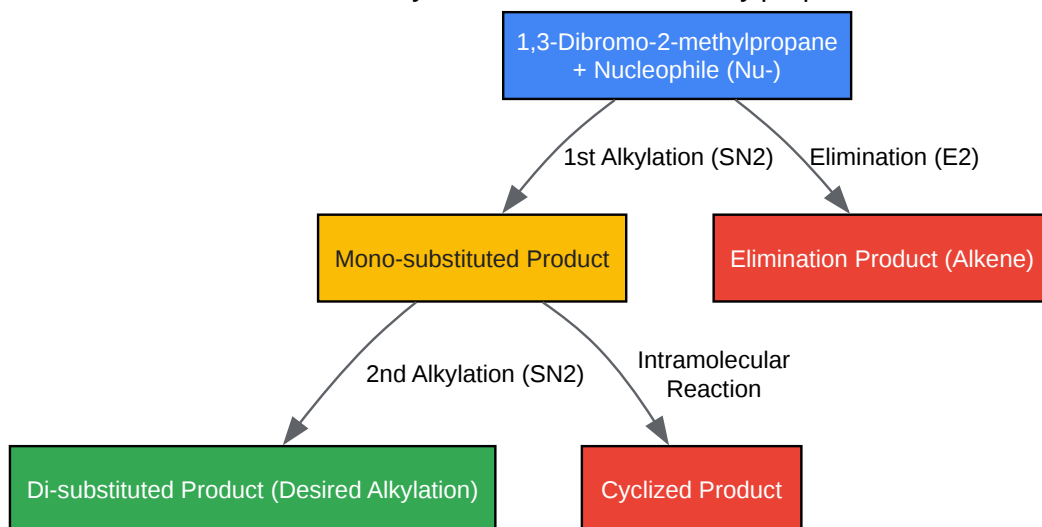 1,3-Dibromo-2-methylpropane
+ Nucleophile (Nu-)
1st Alkylation (SN2)
Elimination (E2)
Mono-substituted Product
Elimination Product (Alkene)
2nd Alkylation (SN2)
Intramolecular
Reaction
Di-substituted Product (Desired Alkylation)
Cyclized Product